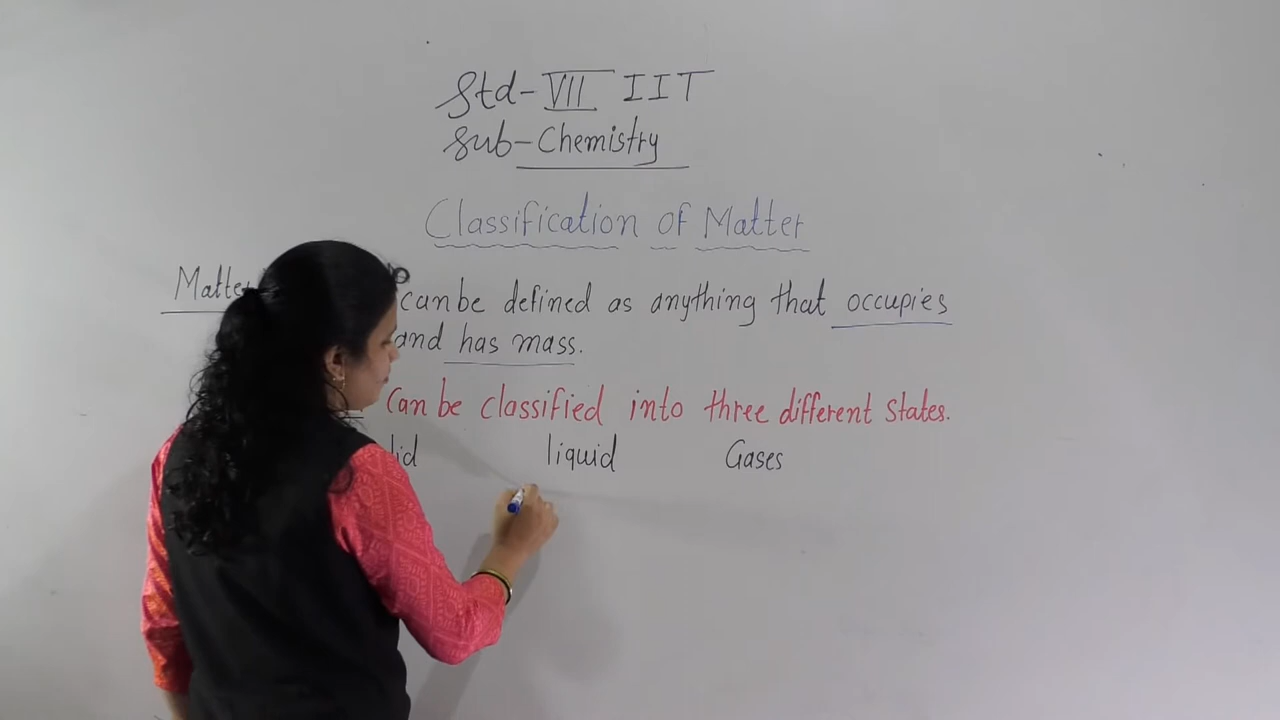 Std-VII IIT
Sub-Chemistry
Classification of Matter
can be defined as anything that occupies
and has mass.
Can be classified into three different states.
liquid Gases